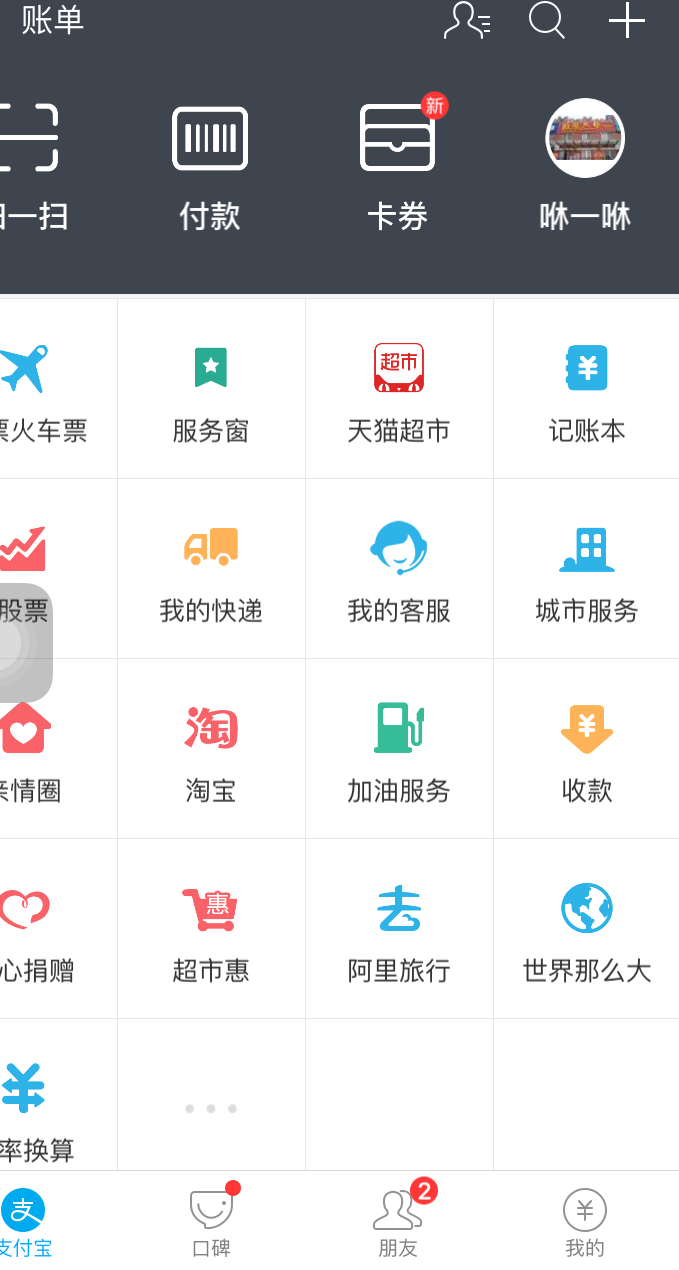 账单
扫一扫
付款
卡券
新
咻一咻
票火车票
服务窗
超市
天猫超市
记账本
股票
我的快递
我的客服
城市服务
亲情圈
淘
淘宝
加油服务
收款
心捐赠
惠
超市惠
去
阿里旅行
世界那么大
率换算
支
支付宝
口碑
2
朋友
我的